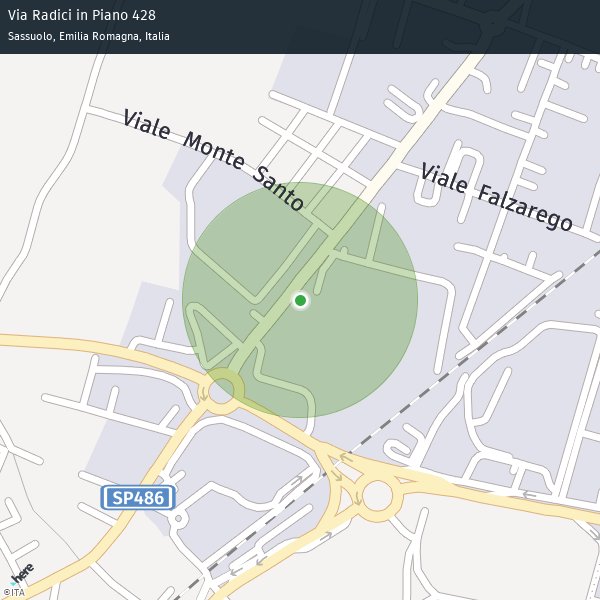 Via Radici in Piano 428
Sassuolo, Emilia Romagna, Italia
Viale Monte Santo
Viale Falzarego
SP486
here
©ITA